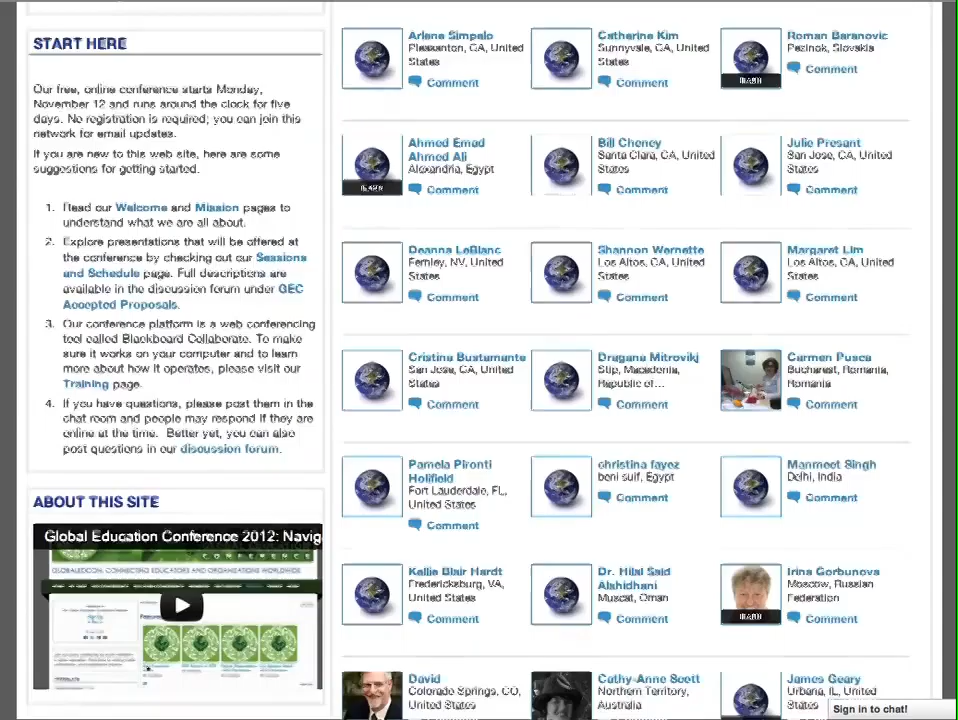 START HERE
Our free, online conference starts Monday,
November 12 and runs around the clock for five
days. No registration is required; you can join this
network for email updates.
If you are new to this web site, here are some
suggestions for getting started.
1. Read our Welcome and Mission pages to
understand what we are all about.
2. Explore presentations that will be offered at
the conference by checking out our Sessions
and Schedule page. Full descriptions are
available in the discussion forum under GEC
Accepted Proposals.
3. Our conference platform is a web conferencing
tool called Blackboard Collaborate. To make
sure it works on your computer and to learn
more about how it operates, please visit our
Training page.
4. If you have questions, please post them in the
chat room and people may respond if they are
online at the time. Better yet, you can also
post questions in our discussion forum.
ABOUT THIS SITE
Global Education Conference 2012: Navig
Arlene Simpelo
Pleasanton, CA, United
States
Comment
Catherine Kim
Sunnyvale, CA, United
States
Comment
Roman Baranovic
Pezinok, Slovakia
Comment
Ahmed Emad
Ahmed Ali
Alexandria, Egypt
Comment
Bill Cheney
Santa Clara, CA, United
States
Comment
Julie Present
San Jose, CA, United
States
Comment
Deanna LeBlanc
Fernley, NV, United
States
Comment
Shannon Wernette
Los Altos, CA, United
States
Comment
Margaret Lim
Los Altos, CA, United
States
Comment
Cristina Bustamante
San Jose, CA, United
States
Comment
Dragana Mitrovikj
Stip, Macedonia,
Republic of...
Comment
Carmen Pusca
Bucharest, Romania,
Romania
Comment
Pamela Pironti
Holifield
Fort Lauderdale, FL,
United States
Comment
christina fayez
beni suif, Egypt
Comment
Manmeet Singh
Delhi, India
Comment
Kellie Blair Hardt
Fredericksburg, VA,
United States
Comment
Dr. Hilal Said
Alshidhani
Muscat, Oman
Comment
Irina Gorbunova
Moscow, Russian
Federation
Comment
David
Colorado Springs, CO,
United States
Cathy-Anne Scott
Northern Territory,
Australia
James Geary
Urbana, IL, United
States
Sign in to chat!